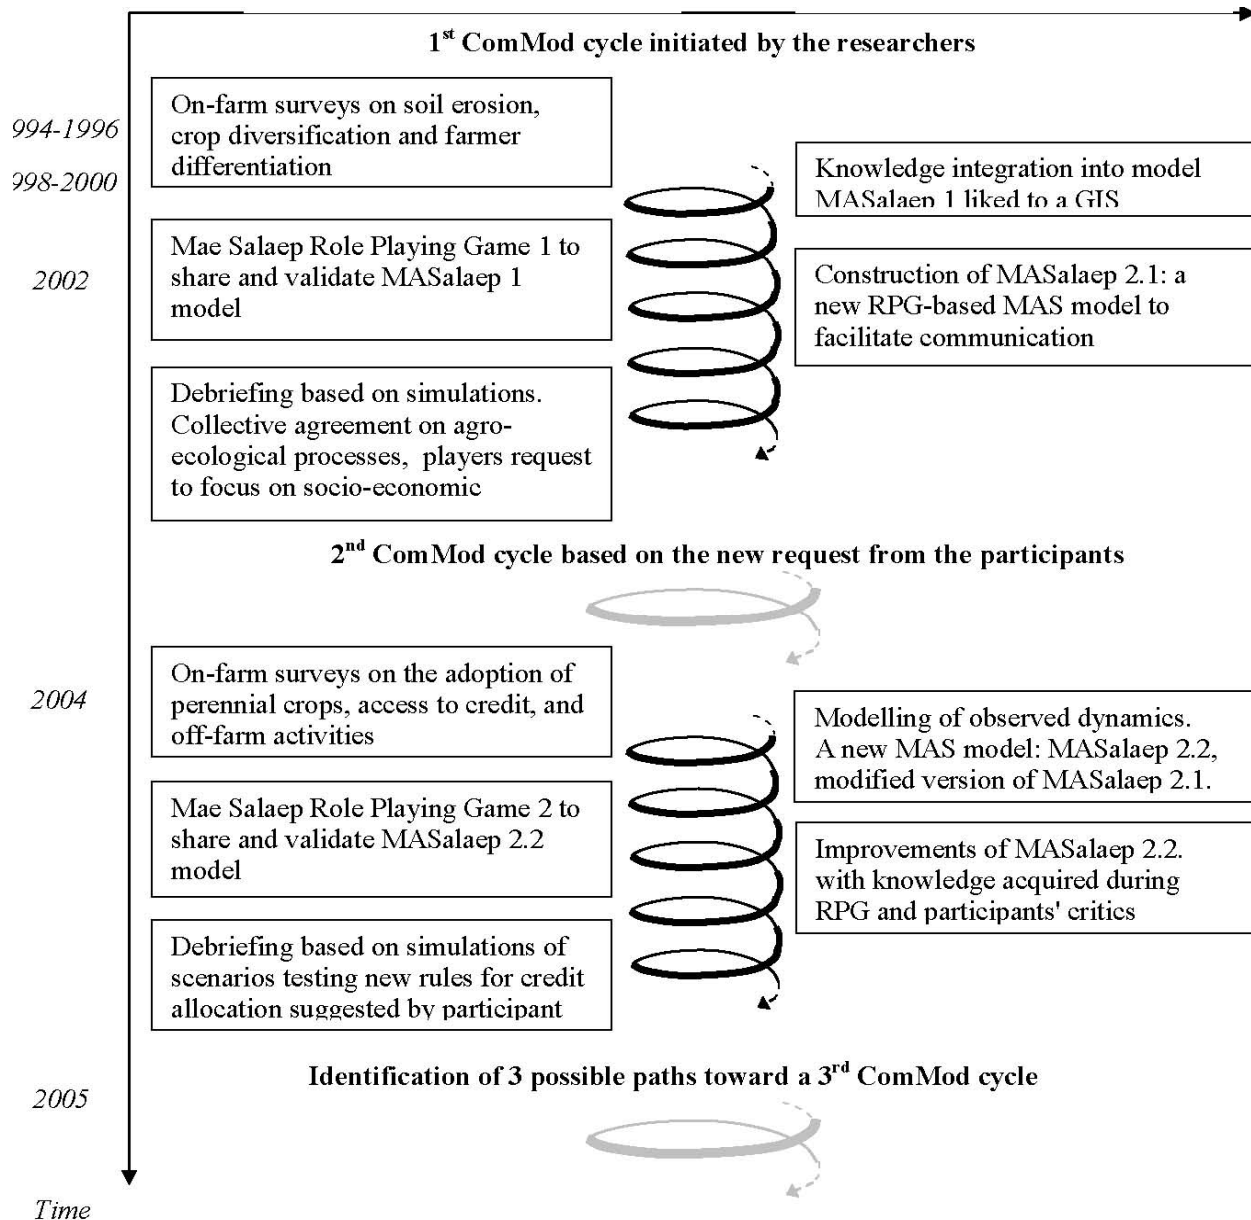 1st ComMod cycle initiated by the researchers
994-1996
998-2000
On-farm surveys on soil erosion,
crop diversification and farmer
differentiation
Knowledge integration into model
MASalaep 1 liked to a GIS
2002
Mae Salaep Role Playing Game 1 to
share and validate MASalaep 1
model
Construction of MASalaep 2.1: a
new RPG-based MAS model to
facilitate communication
Debriefing based on simulations.
Collective agreement on agro-
ecological processes, players request
to focus on socio-economic
2nd ComMod cycle based on the new request from the participants
2004
On-farm surveys on the adoption of
perennial crops, access to credit, and
off-farm activities
Modelling of observed dynamics.
A new MAS model: MASalaep 2.2,
modified version of MASalaep 2.1.
Mae Salaep Role Playing Game 2 to
share and validate MASalaep 2.2
model
Improvements of MASalaep 2.2.
with knowledge acquired during
RPG and participants' critics
Debriefing based on simulations of
scenarios testing new rules for credit
allocation suggested by participant
Identification of 3 possible paths toward a 3rd ComMod cycle
2005
Time